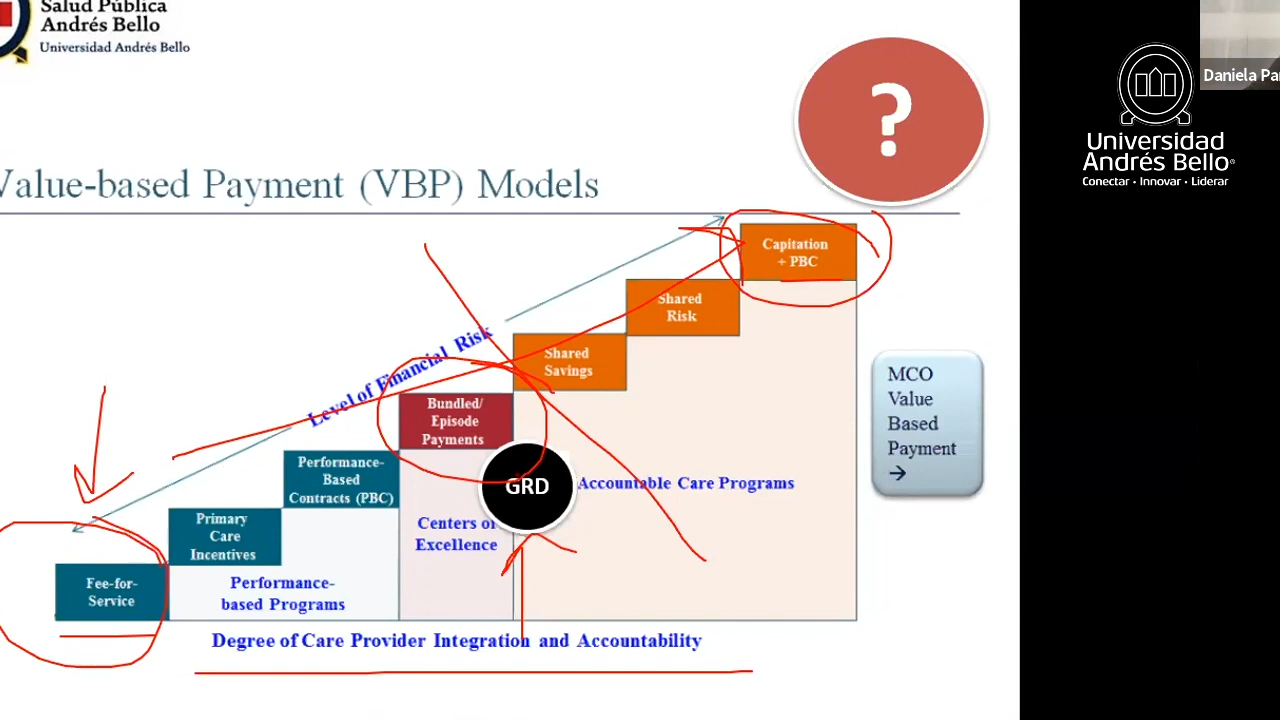 Salud Pública
Andrés Bello
Universidad Andrés Bello
?
Value-based Payment (VBP) Models
Capitation
+ PBC
Shared
Risk
Shared
Savings
Level of Financial Risk
Bundled/
Episode
Payments
Performance-
Based
Contracts (PBC)
Primary
Care
Incentives
Fee-for-
Service
GRD
Accountable Care Programs
Centers of
Excellence
Performance-
based Programs
Degree of Care Provider Integration and Accountability
MCO
Value
Based
Payment
→
Daniela
Universidad
Andrés Bello®
Conectar · Innovar · Liderar